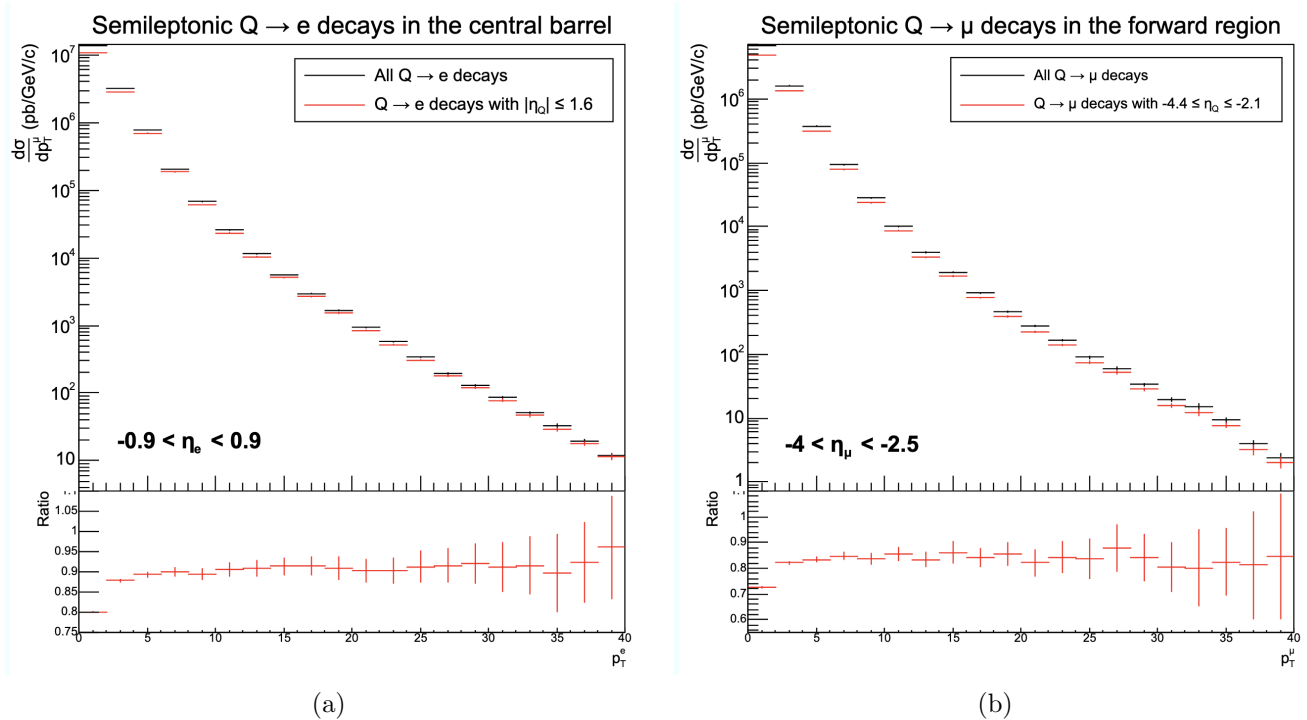 Semileptonic Q → e decays in the central barrel
dσ/dp_T^μ (pb/GeV/c)
All Q → e decays
Q → e decays with |η_Q| ≤ 1.6
10^7
10^6
10^5
10^4
10^3
10^2
10
-0.9 < η_e < 0.9
Ratio
1.1
1.05
1
0.95
0.9
0.85
0.8
0.75
0 5 10 15 20 25 30 35 40
p_T^e
(a)
Semileptonic Q → μ decays in the forward region
dσ/dp_T^μ (pb/GeV/c)
All Q → μ decays
Q → μ decays with -4.4 ≤ η_Q ≤ -2.1
10^6
10^5
10^4
10^3
10^2
10
1
-4 < η_μ < -2.5
Ratio
1.1
1
0.9
0.8
0.7
0.6
0 5 10 15 20 25 30 35 40
p_T^μ
(b)